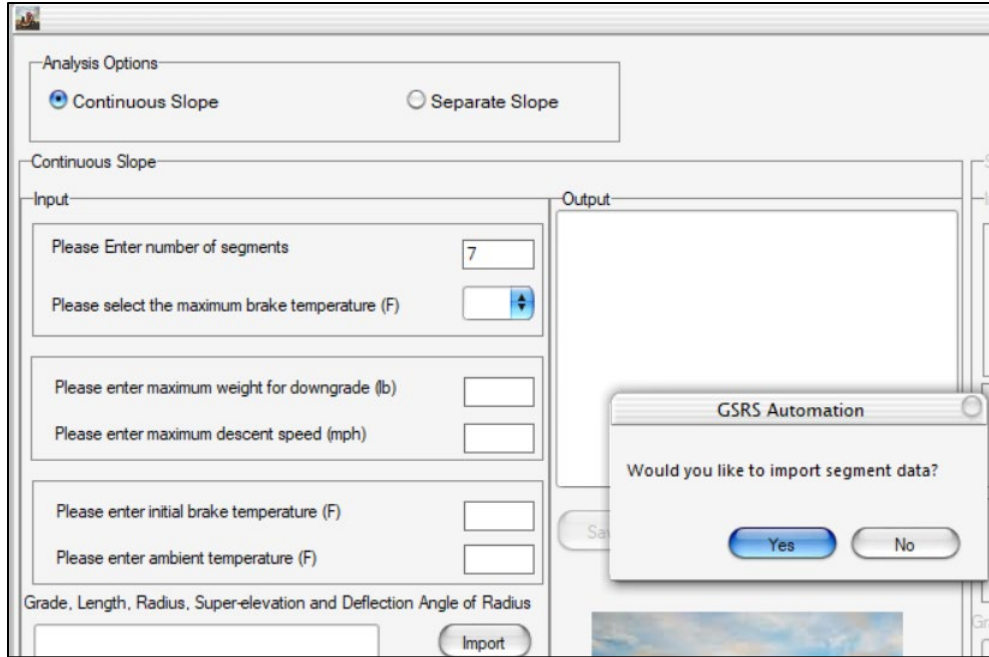 Analysis Options
Continuous Slope
Separate Slope
Continuous Slope
Input
Output
Please Enter number of segments
7
Please select the maximum brake temperature (F)
Please enter maximum weight for downgrade (lb)
Please enter maximum descent speed (mph)
GSRS Automation
Would you like to import segment data?
Yes
No
Please enter initial brake temperature (F)
Please enter ambient temperature (F)
Grade, Length, Radius, Super-elevation and Deflection Angle of Radius
Import